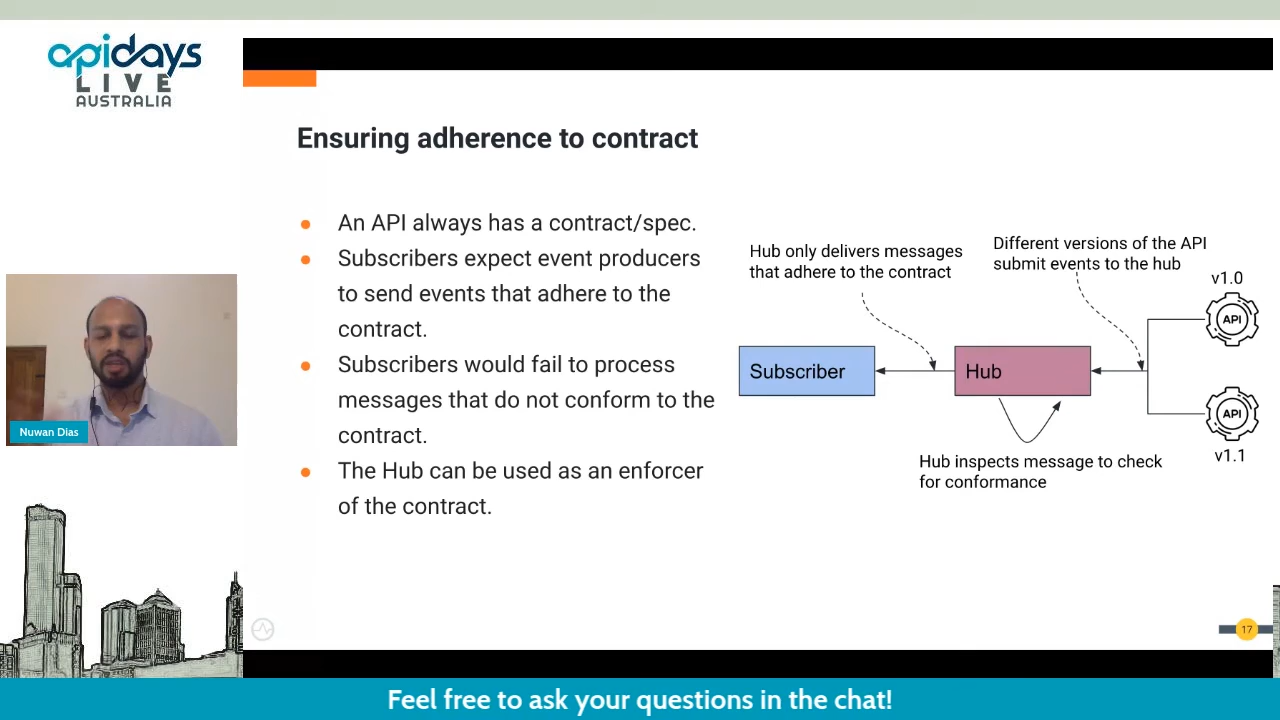 apidays
LIVE
AUSTRALIA
Ensuring adherence to contract
● An API always has a contract/spec.
● Subscribers expect event producers
to send events that adhere to the
contract.
● Subscribers would fail to process
messages that do not conform to the
contract.
● The Hub can be used as an enforcer
of the contract.
Hub only delivers messages
that adhere to the contract
Different versions of the API
submit events to the hub
v1.0
API
Subscriber
Hub
API
v1.1
Hub inspects message to check
for conformance
Nuwan Dias
17
Feel free to ask your questions in the chat!